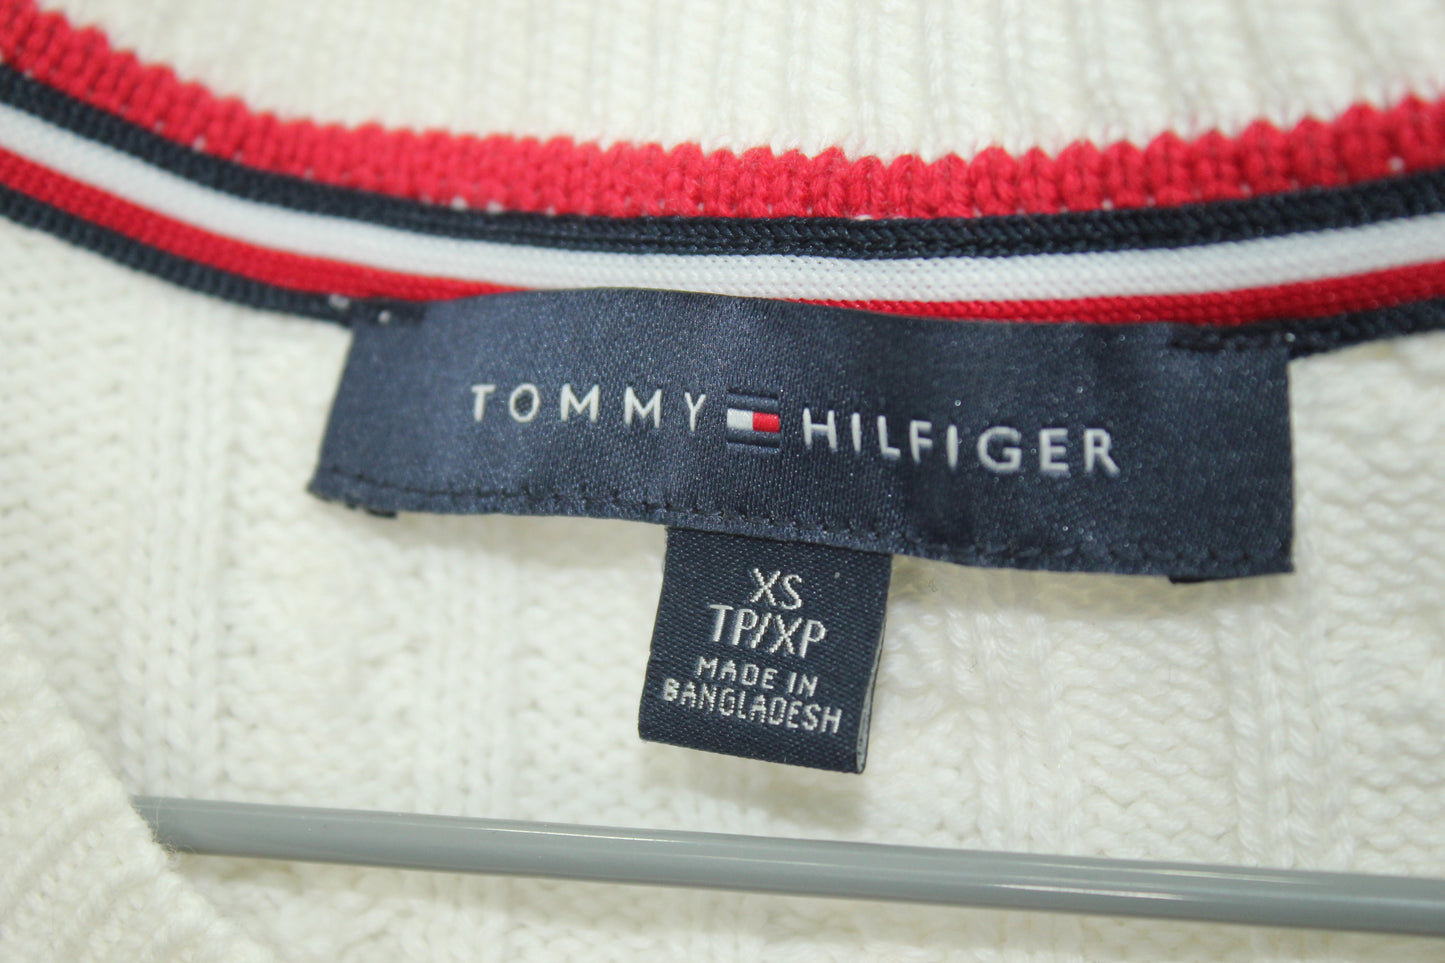 TOMMY HILFIGER
XS
TP/XP
MADE IN
BANGLADESH